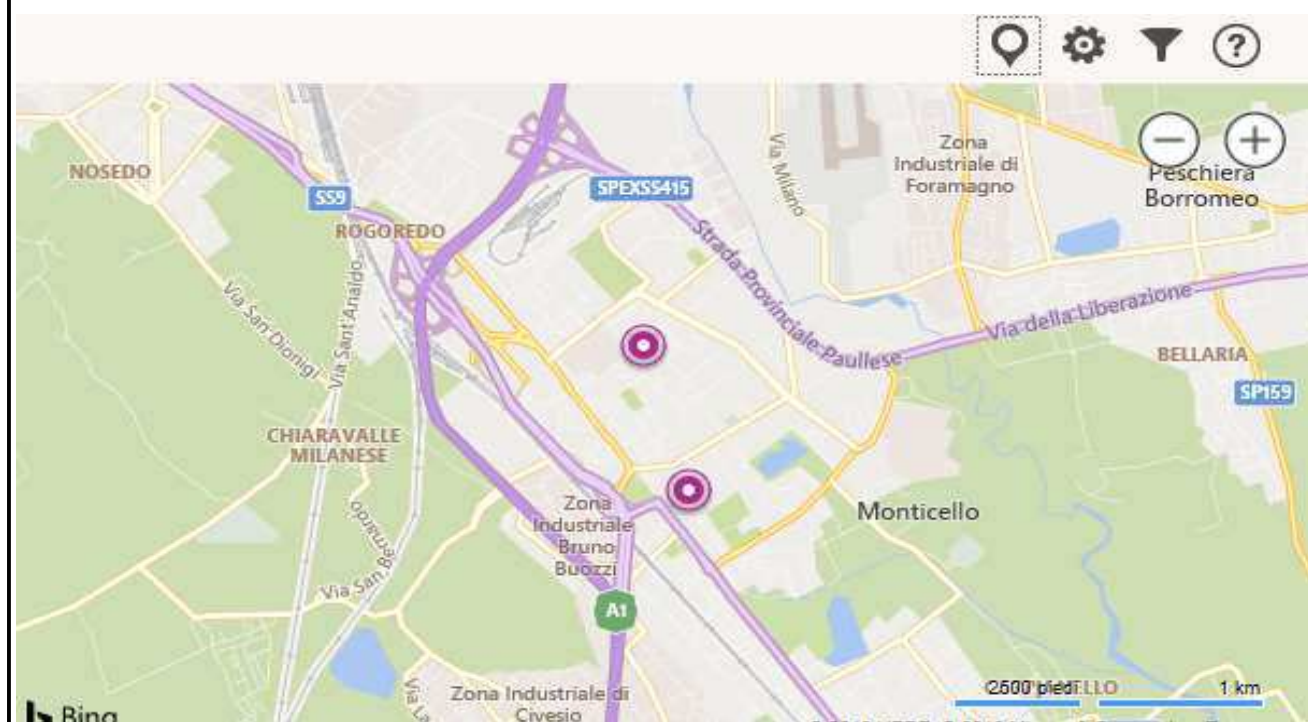 ?
NOSEDO
SS9
SPEXSS415
Via Milano
Zona
Industriale di
Foramagno
Peschiera
Borromeo
ROGOREDO
Via San Dionigi
Via Sant'Arialdo
Strada Provinciale Paullese
Via della Liberazione
BELLARIA
SP159
CHIARAVALLE
MILANESE
Via San Bernardo
Zona
Industriale
Bruno
Buozzi
Monticello
A1
Via La
Zona Industriale di
Civesio
2500 piedi
1 km
Bing